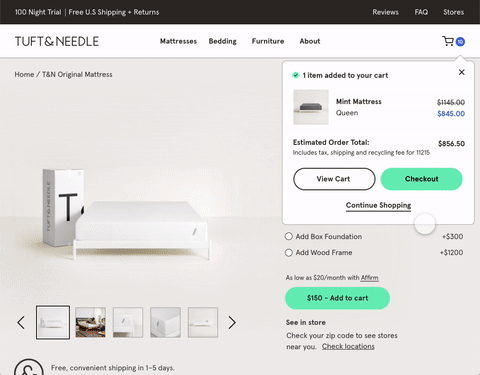 100 Night Trial | Free U.S Shipping + Returns
Reviews FAQ Stores
TUFT&NEEDLE
Mattresses Bedding Furniture About
10
Home / T&N Original Mattress
1 item added to your cart
Mint Mattress $1145.00
Queen $845.00
Estimated Order Total: $856.50
Includes tax, shipping and recycling fee for 11215
View Cart Checkout
Continue Shopping
TUFT & NEEDLE
T
Add Box Foundation +$300
Add Wood Frame +$1200
As low as $20/month with Affirm
$150 - Add to cart
See in store
Check your zip code to see stores
near you. Check locations
Free, convenient shipping in 1–5 days.